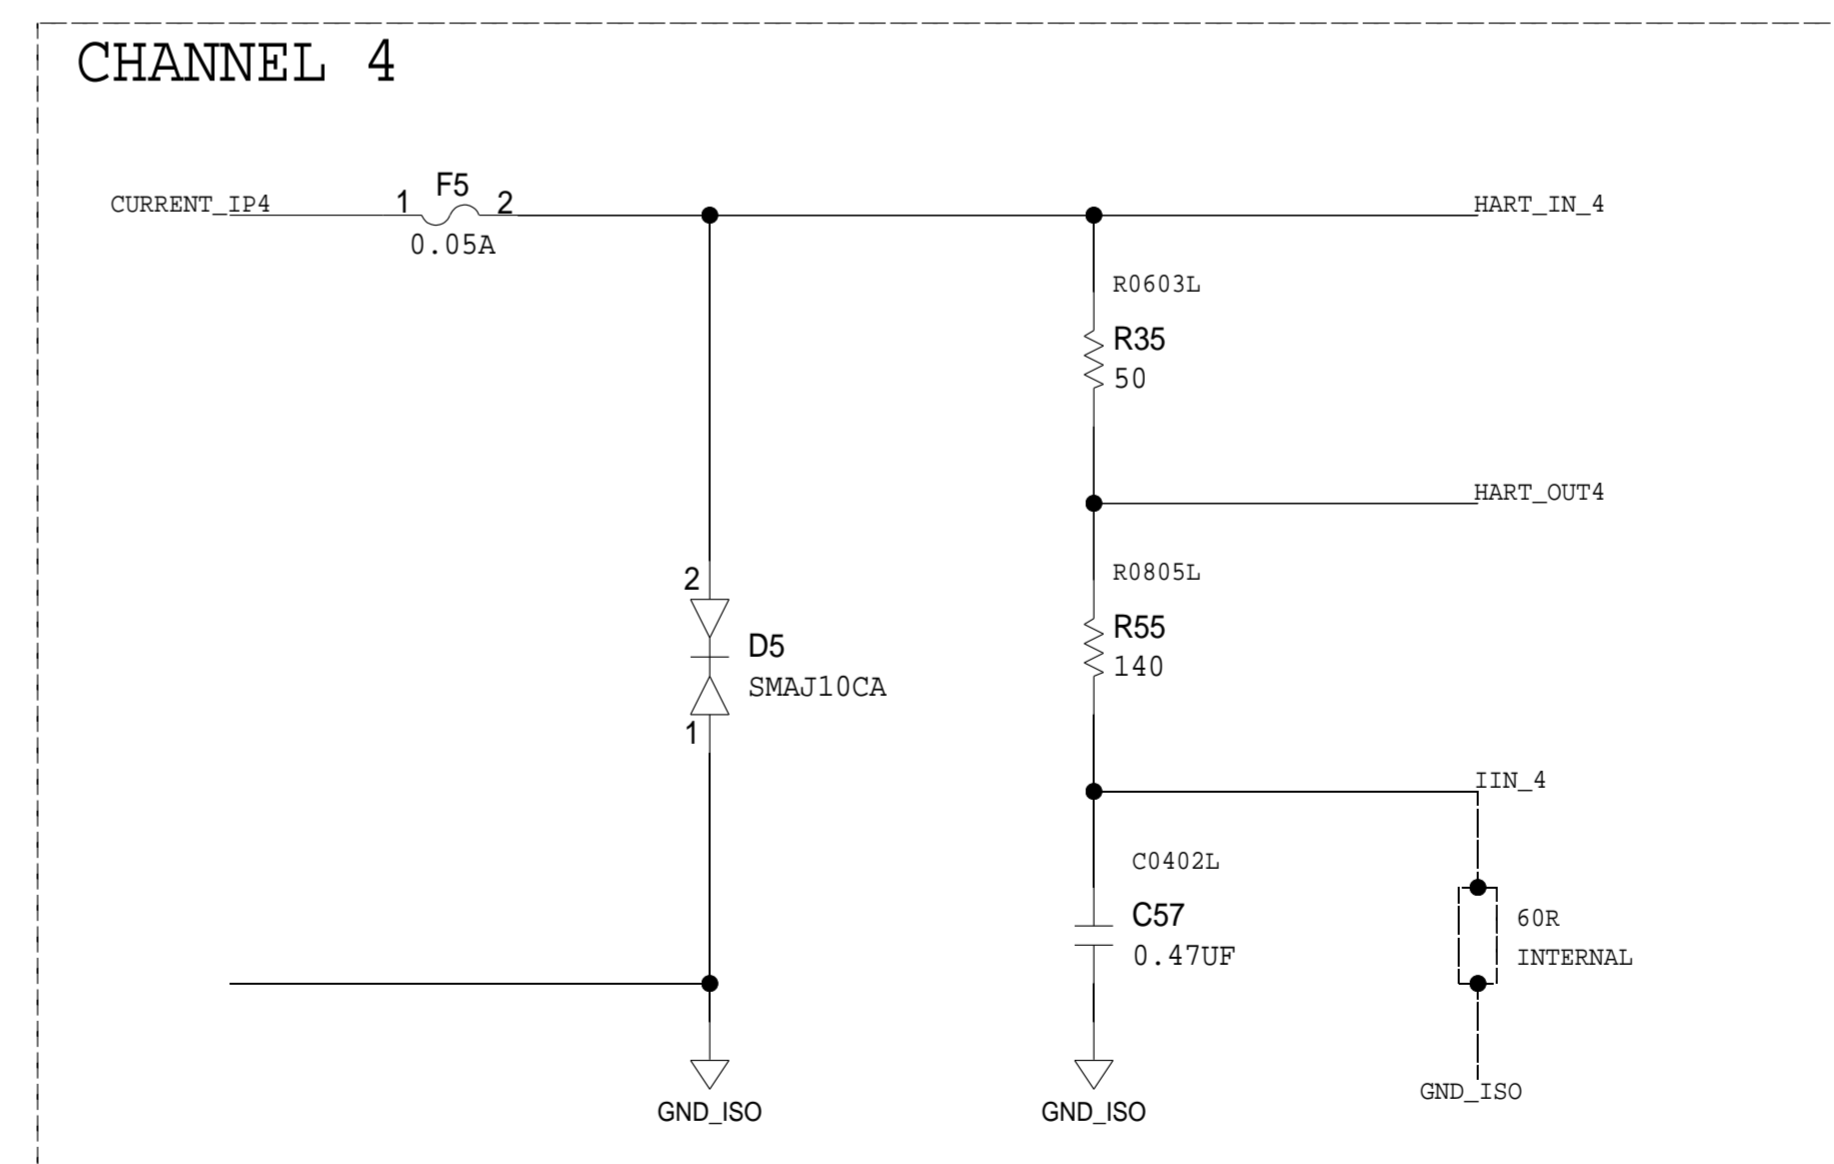 CHANNEL 4
F5
CURRENT_IP4
1
2
HART_IN_4
0.05A
R0603L
R35
50
HART_OUT4
R0805L
2
R55
D5
140
SMAJ10CA
1
IIN_4
C0402L
C57
60R
0.47UF
INTERNAL
GND_ISO
GND_ISO
GND_ISO